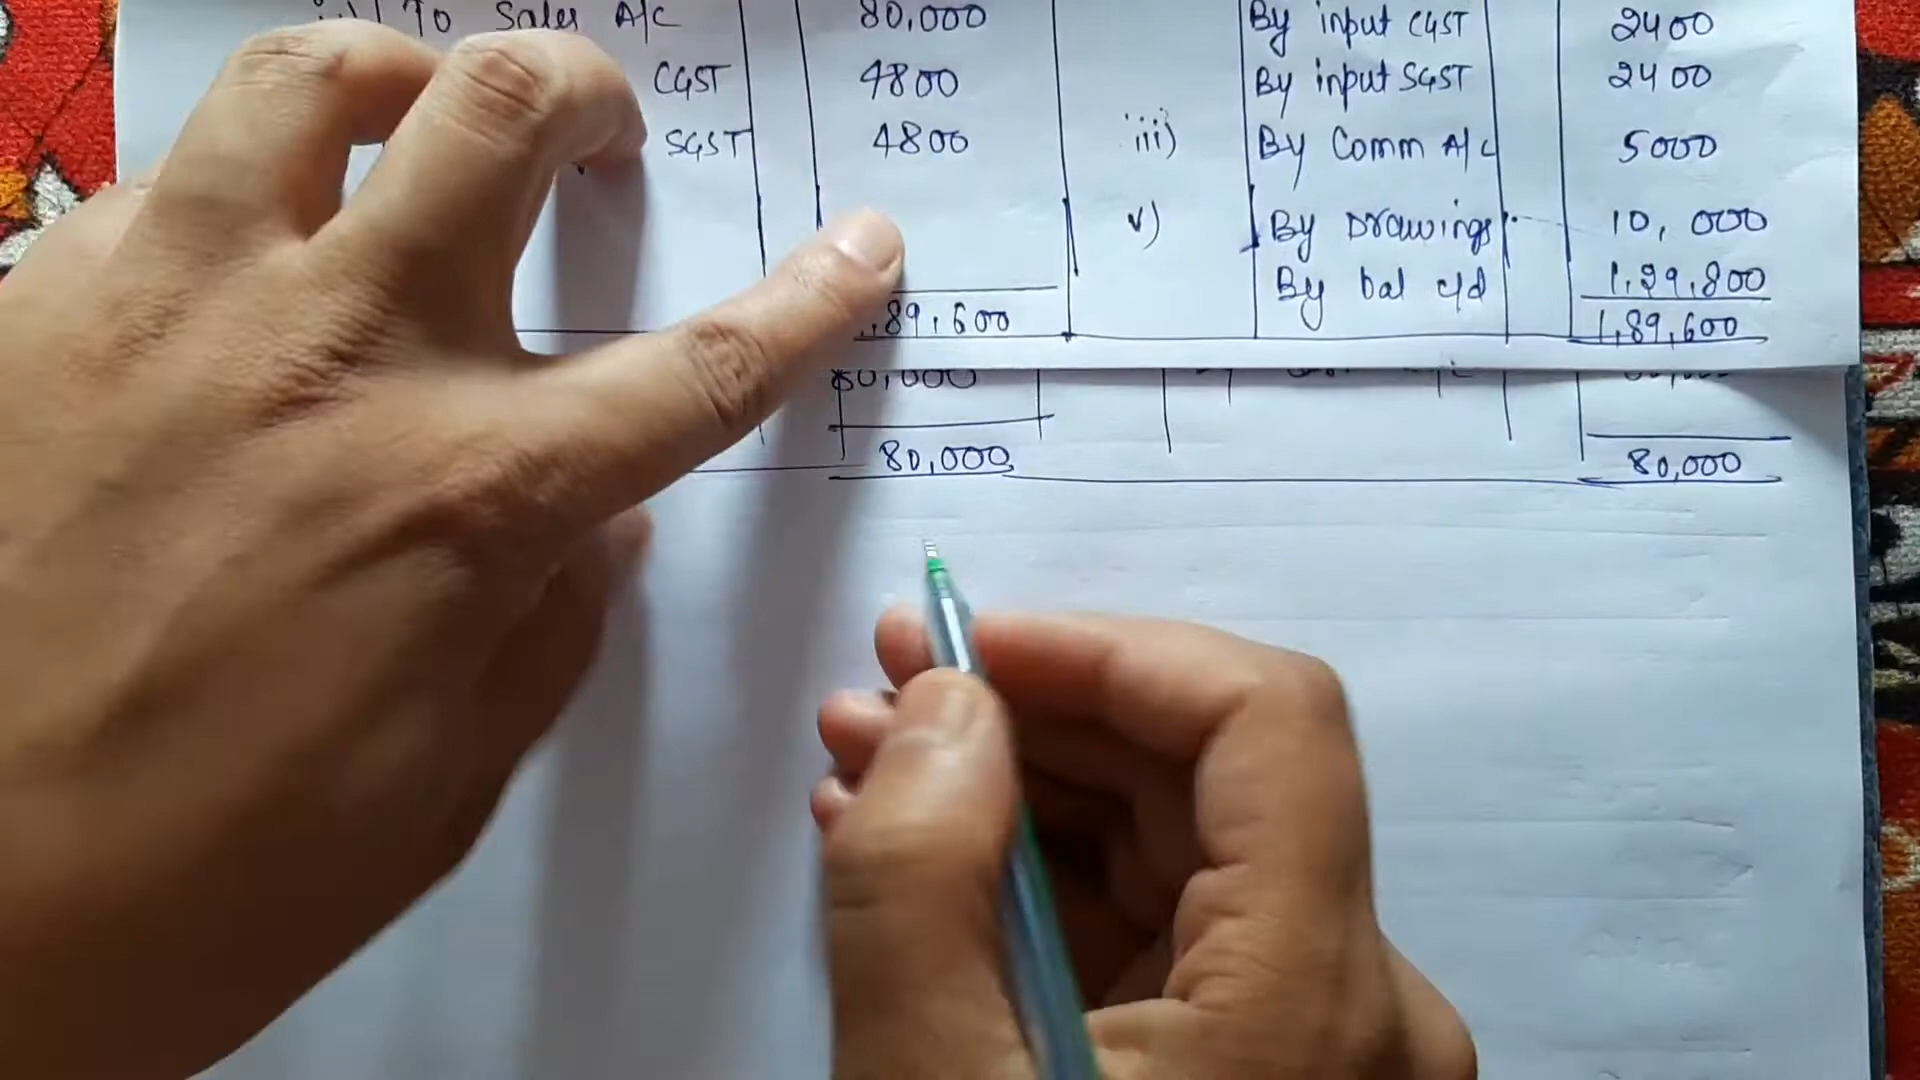 To Sales A/c 80,000 By input CGST 2400
CGST 4800 By input SGST 2400
SGST 4800 iii) By Comm A/c 5000
v) By Drawings 10,000
By bal c/d 1,29,800
89,600 1,89,600
80,000 80,000